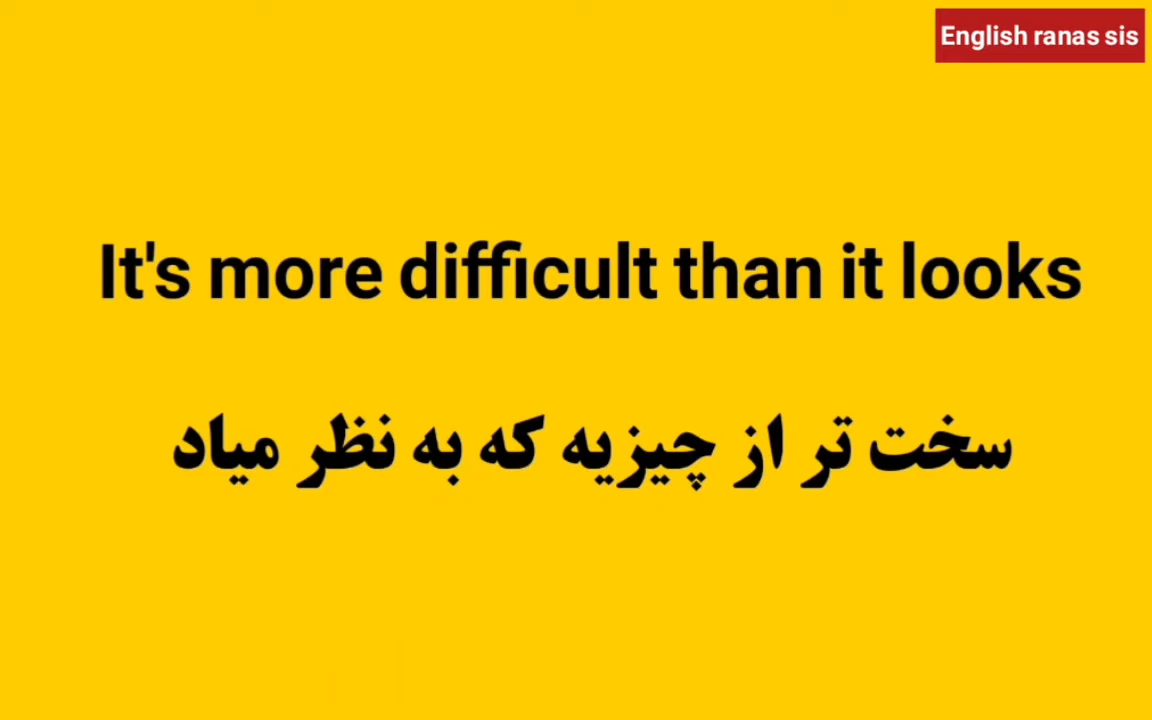 English ranas sis
It's more difficult than it looks
سخت تر از چیزیه که به نظر میاد